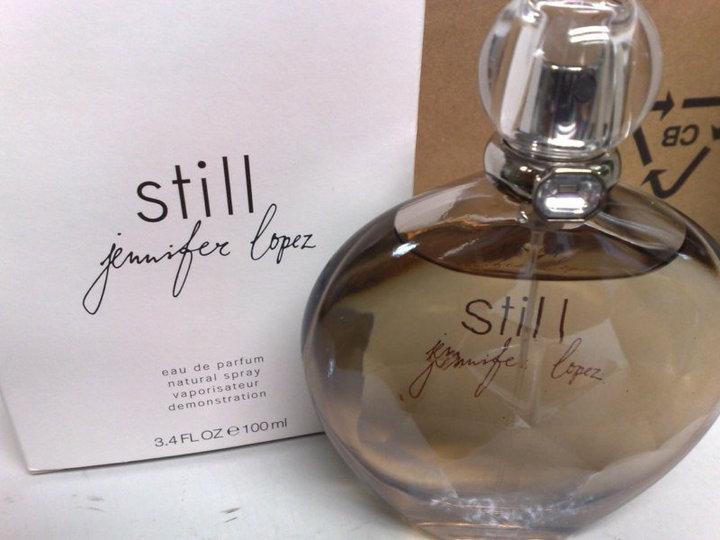 still
jennifer lopez
eau de parfum
natural spray
vaporisateur
demonstration
3.4 FL OZ ℮ 100 ml
still
jennifer lopez
CB